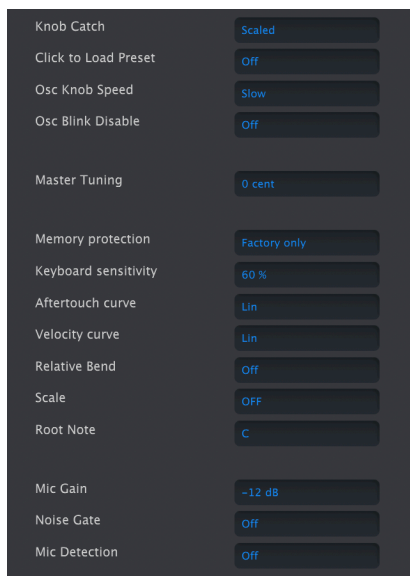 Knob Catch Scaled
Click to Load Preset Off
Osc Knob Speed Slow
Osc Blink Disable Off
Master Tuning 0 cent
Memory protection Factory only
Keyboard sensitivity 60 %
Aftertouch curve Lin
Velocity curve Lin
Relative Bend Off
Scale OFF
Root Note C
Mic Gain -12 dB
Noise Gate Off
Mic Detection Off